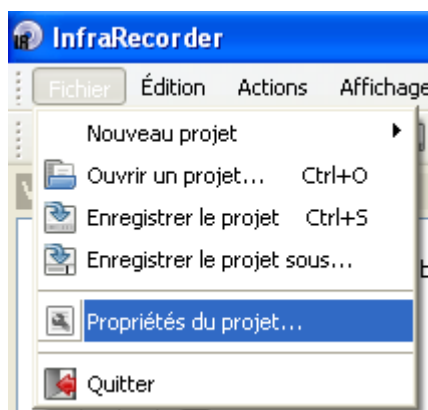 InfraRecorder
Fichier Édition Actions Affichage
Nouveau projet
Ouvrir un projet... Ctrl+O
Enregistrer le projet Ctrl+S
Enregistrer le projet sous...
Propriétés du projet...
Quitter